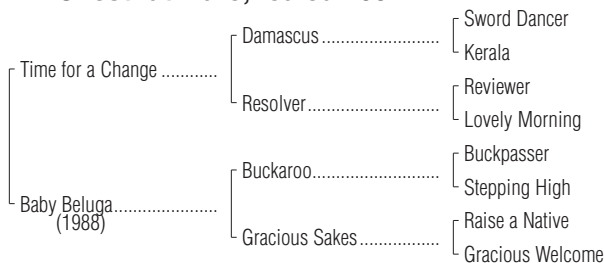 Sword Dancer
Damascus
Kerala
Time for a Change
Reviewer
Resolver
Lovely Morning
Buckpasser
Buckaroo
Stepping High
Baby Beluga
(1988)
Raise a Native
Gracious Sakes
Gracious Welcome